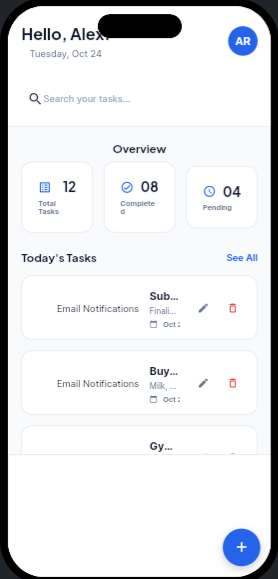 Hello, Alex!
AR
Tuesday, Oct 24
Search your tasks...
Overview
12
Total
Tasks
08
Complete
d
04
Pending
Today's Tasks
See All
Email Notifications
Sub...
Finali...
Oct 2
Email Notifications
Buy...
Milk, ...
Oct 2
Gy...
+